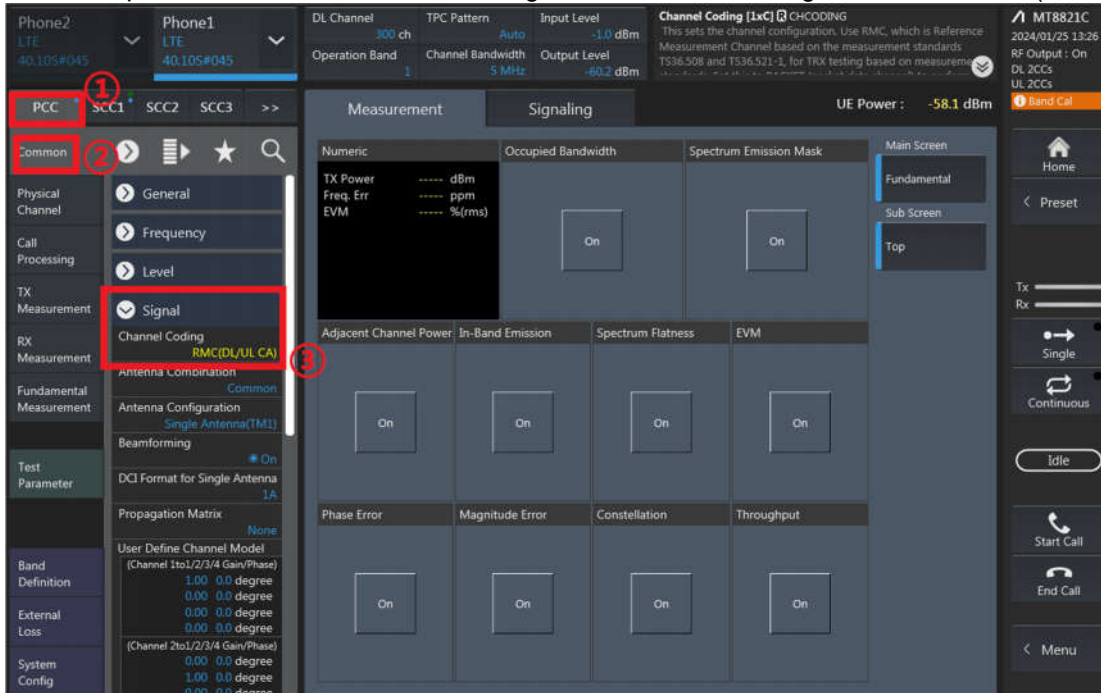 Phone2
LTE
40.10S#045
Phone1
LTE
40.10S#045
DL Channel
300 ch
TPC Pattern
Auto
Input Level
-1.0 dBm
Operation Band
1
Channel Bandwidth
5 MHz
Output Level
-60.2 dBm
Channel Coding [1xC] R CHCODING
This sets the channel configuration. Use RMC, which is Reference
Measurement Channel based on the measurement standards
TS36.508 and TS36.521-1, for TRX testing based on measureme
MT8821C
2024/01/25 13:26
RF Output : On
DL 2CCs
UL 2CCs
Band Cal
①
PCC
SCC1
SCC2
SCC3
>>
Measurement
Signaling
UE Power : -58.1 dBm
Common
②
Physical
Channel
Call
Processing
TX
Measurement
RX
Measurement
Fundamental
Measurement
Test
Parameter
Band
Definition
External
Loss
System
Config
General
Frequency
Level
Signal
Channel Coding
RMC(DL/UL CA)
③
Antenna Combination
Common
Antenna Configuration
Single Antenna(TM1)
Beamforming
On
DCI Format for Single Antenna
1A
Propagation Matrix
None
User Define Channel Model
(Channel 1to1/2/3/4 Gain/Phase)
1.00 0.0 degree
0.00 0.0 degree
0.00 0.0 degree
0.00 0.0 degree
(Channel 2to1/2/3/4 Gain/Phase)
0.00 0.0 degree
1.00 0.0 degree
0.00 0.0 degree
Numeric
TX Power ----- dBm
Freq. Err ----- ppm
EVM ----- %(rms)
Occupied Bandwidth
On
Spectrum Emission Mask
On
Main Screen
Fundamental
Sub Screen
Top
Adjacent Channel Power
On
In-Band Emission
On
Spectrum Flatness
On
EVM
On
Phase Error
On
Magnitude Error
On
Constellation
On
Throughput
On
Home
< Preset
Tx
Rx
Single
Continuous
Idle
Start Call
End Call
< Menu